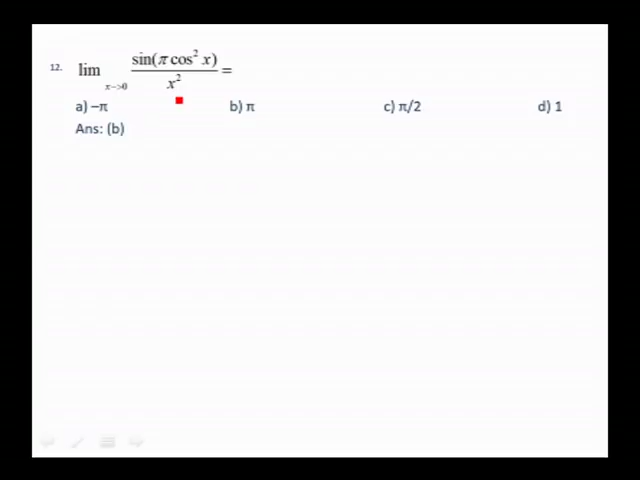 12. lim x->0 sin(π cos² x) / x² =
a) –π b) π c) π/2 d) 1
Ans: (b)